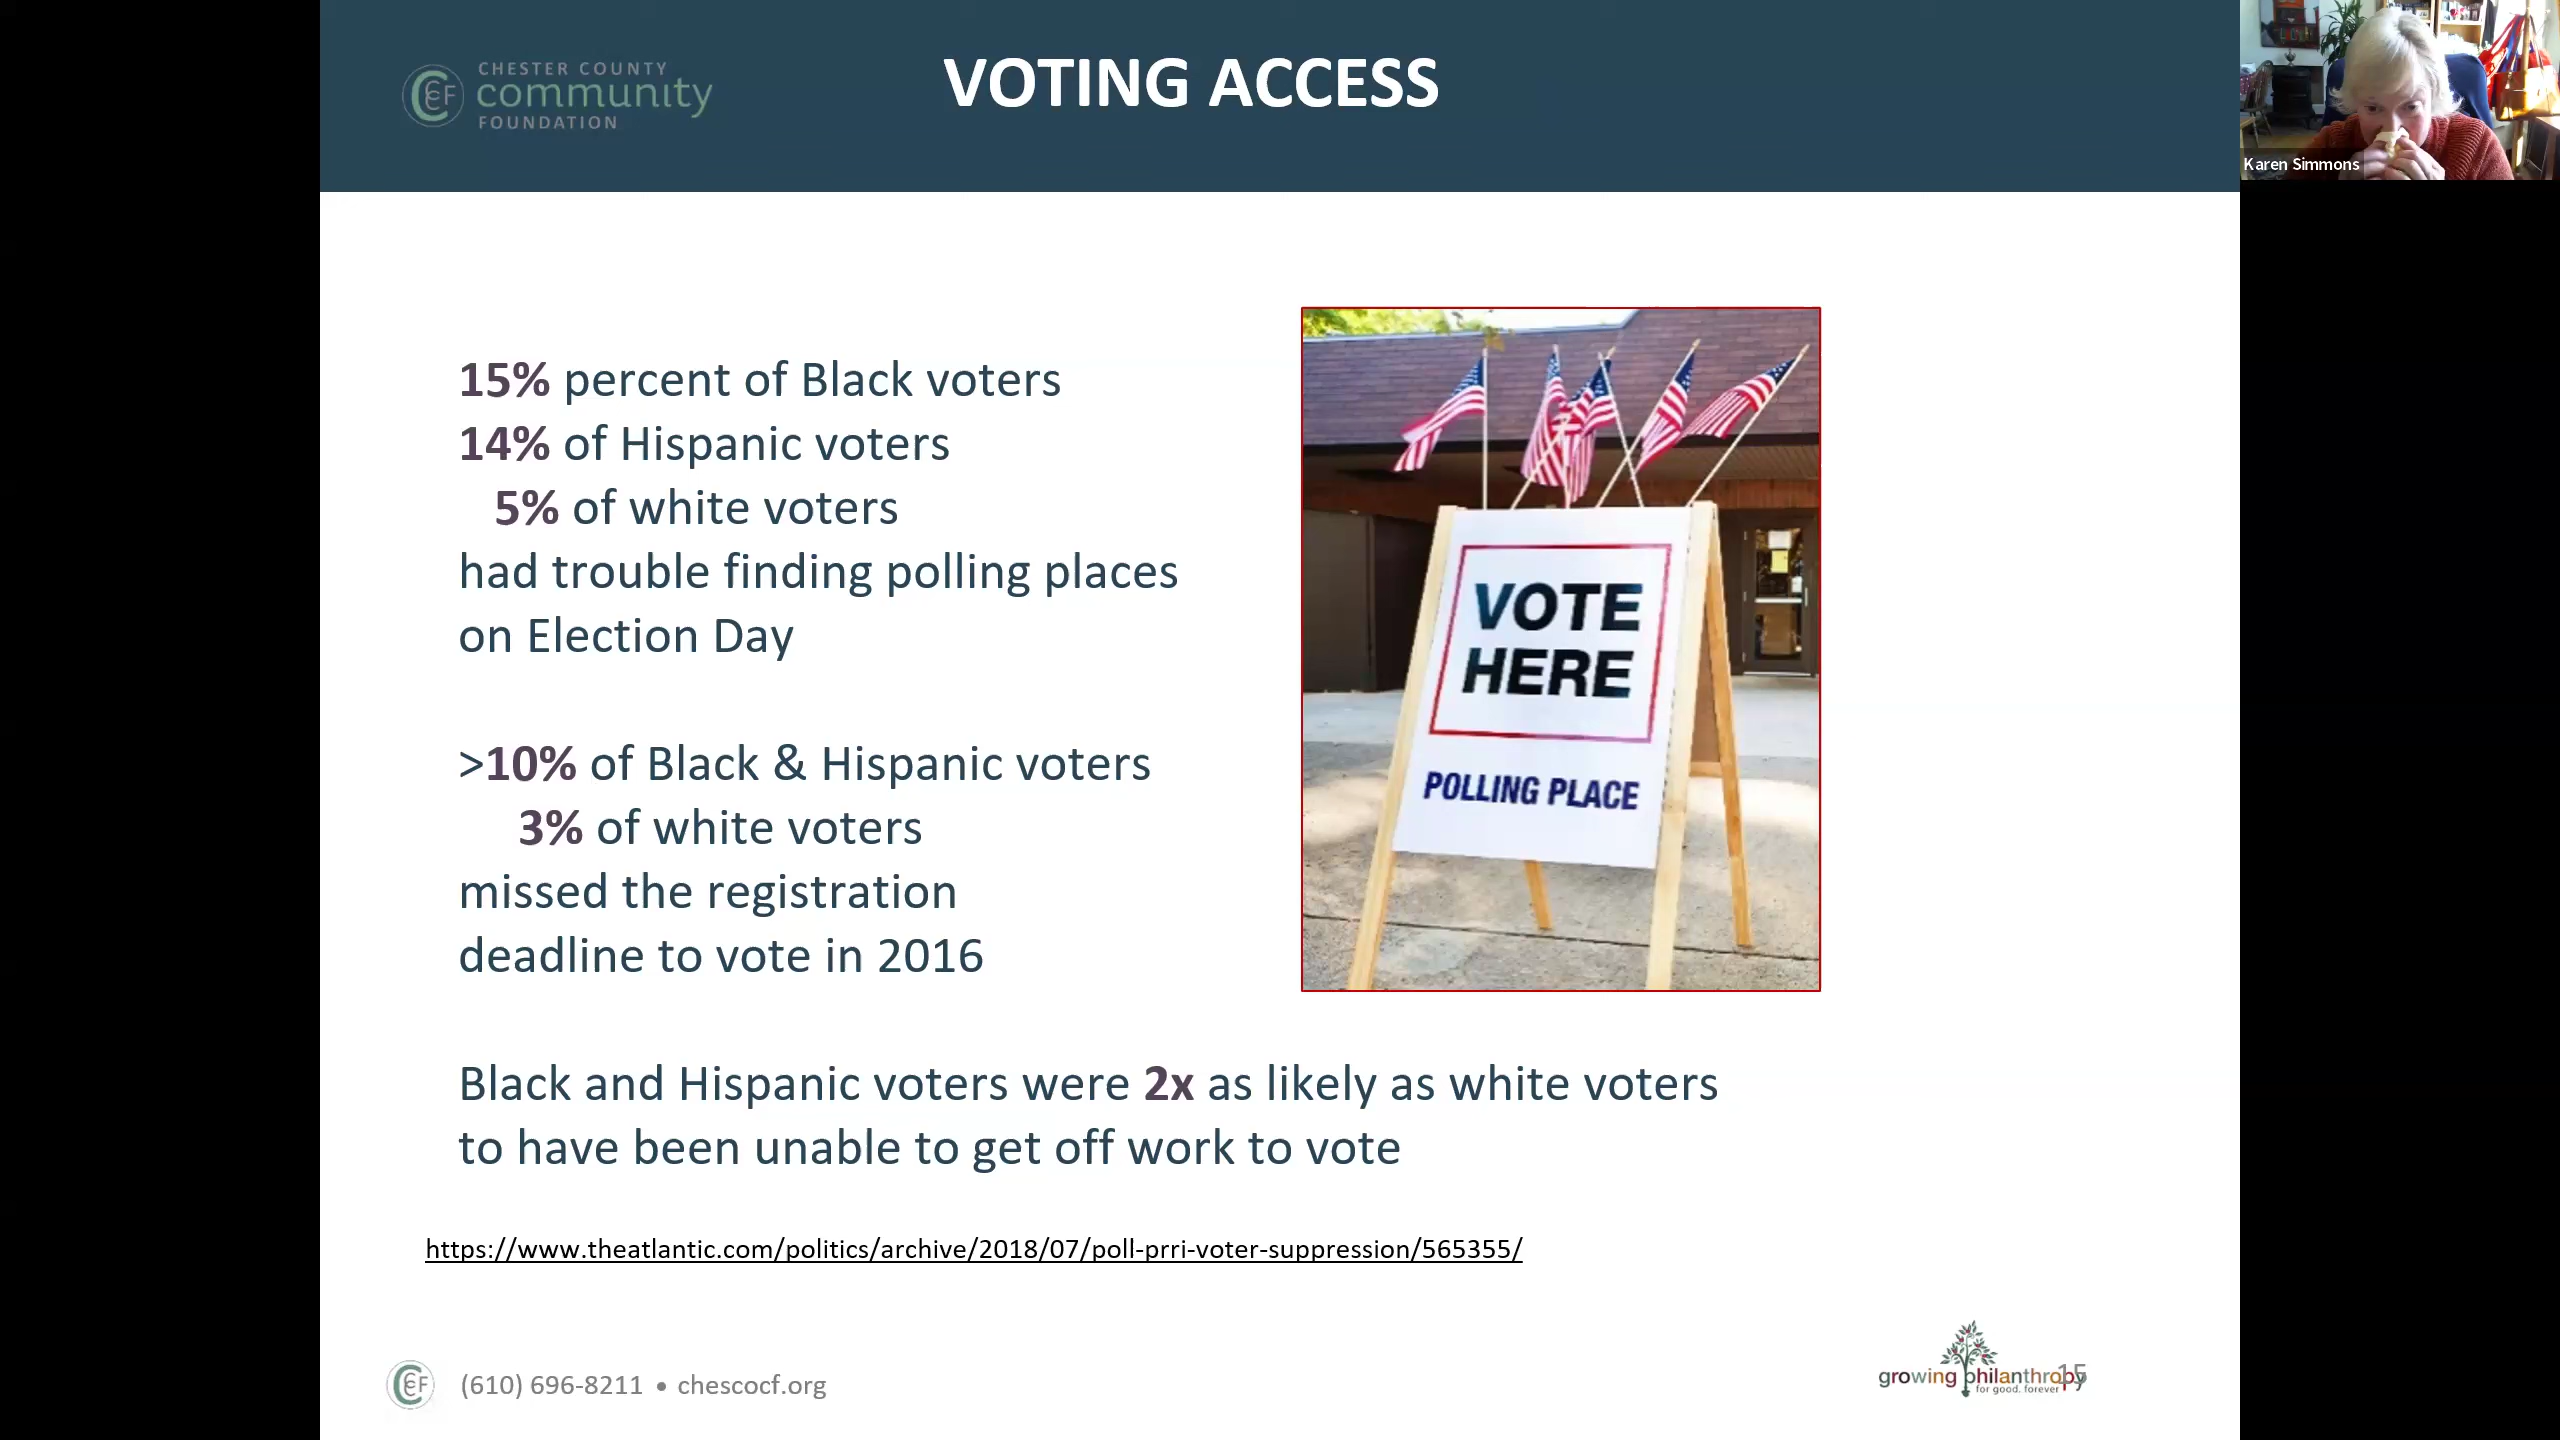 CHESTER COUNTY
community
FOUNDATION
VOTING ACCESS
Karen Simmons
15% percent of Black voters
14% of Hispanic voters
5% of white voters
had trouble finding polling places
on Election Day
>10% of Black & Hispanic voters
3% of white voters
missed the registration
deadline to vote in 2016
VOTE
HERE
POLLING PLACE
Black and Hispanic voters were 2x as likely as white voters
to have been unable to get off work to vote
https://www.theatlantic.com/politics/archive/2018/07/poll-prri-voter-suppression/565355/
(610) 696-8211 • chescocf.org
growing philanthropy
for good. forever
15